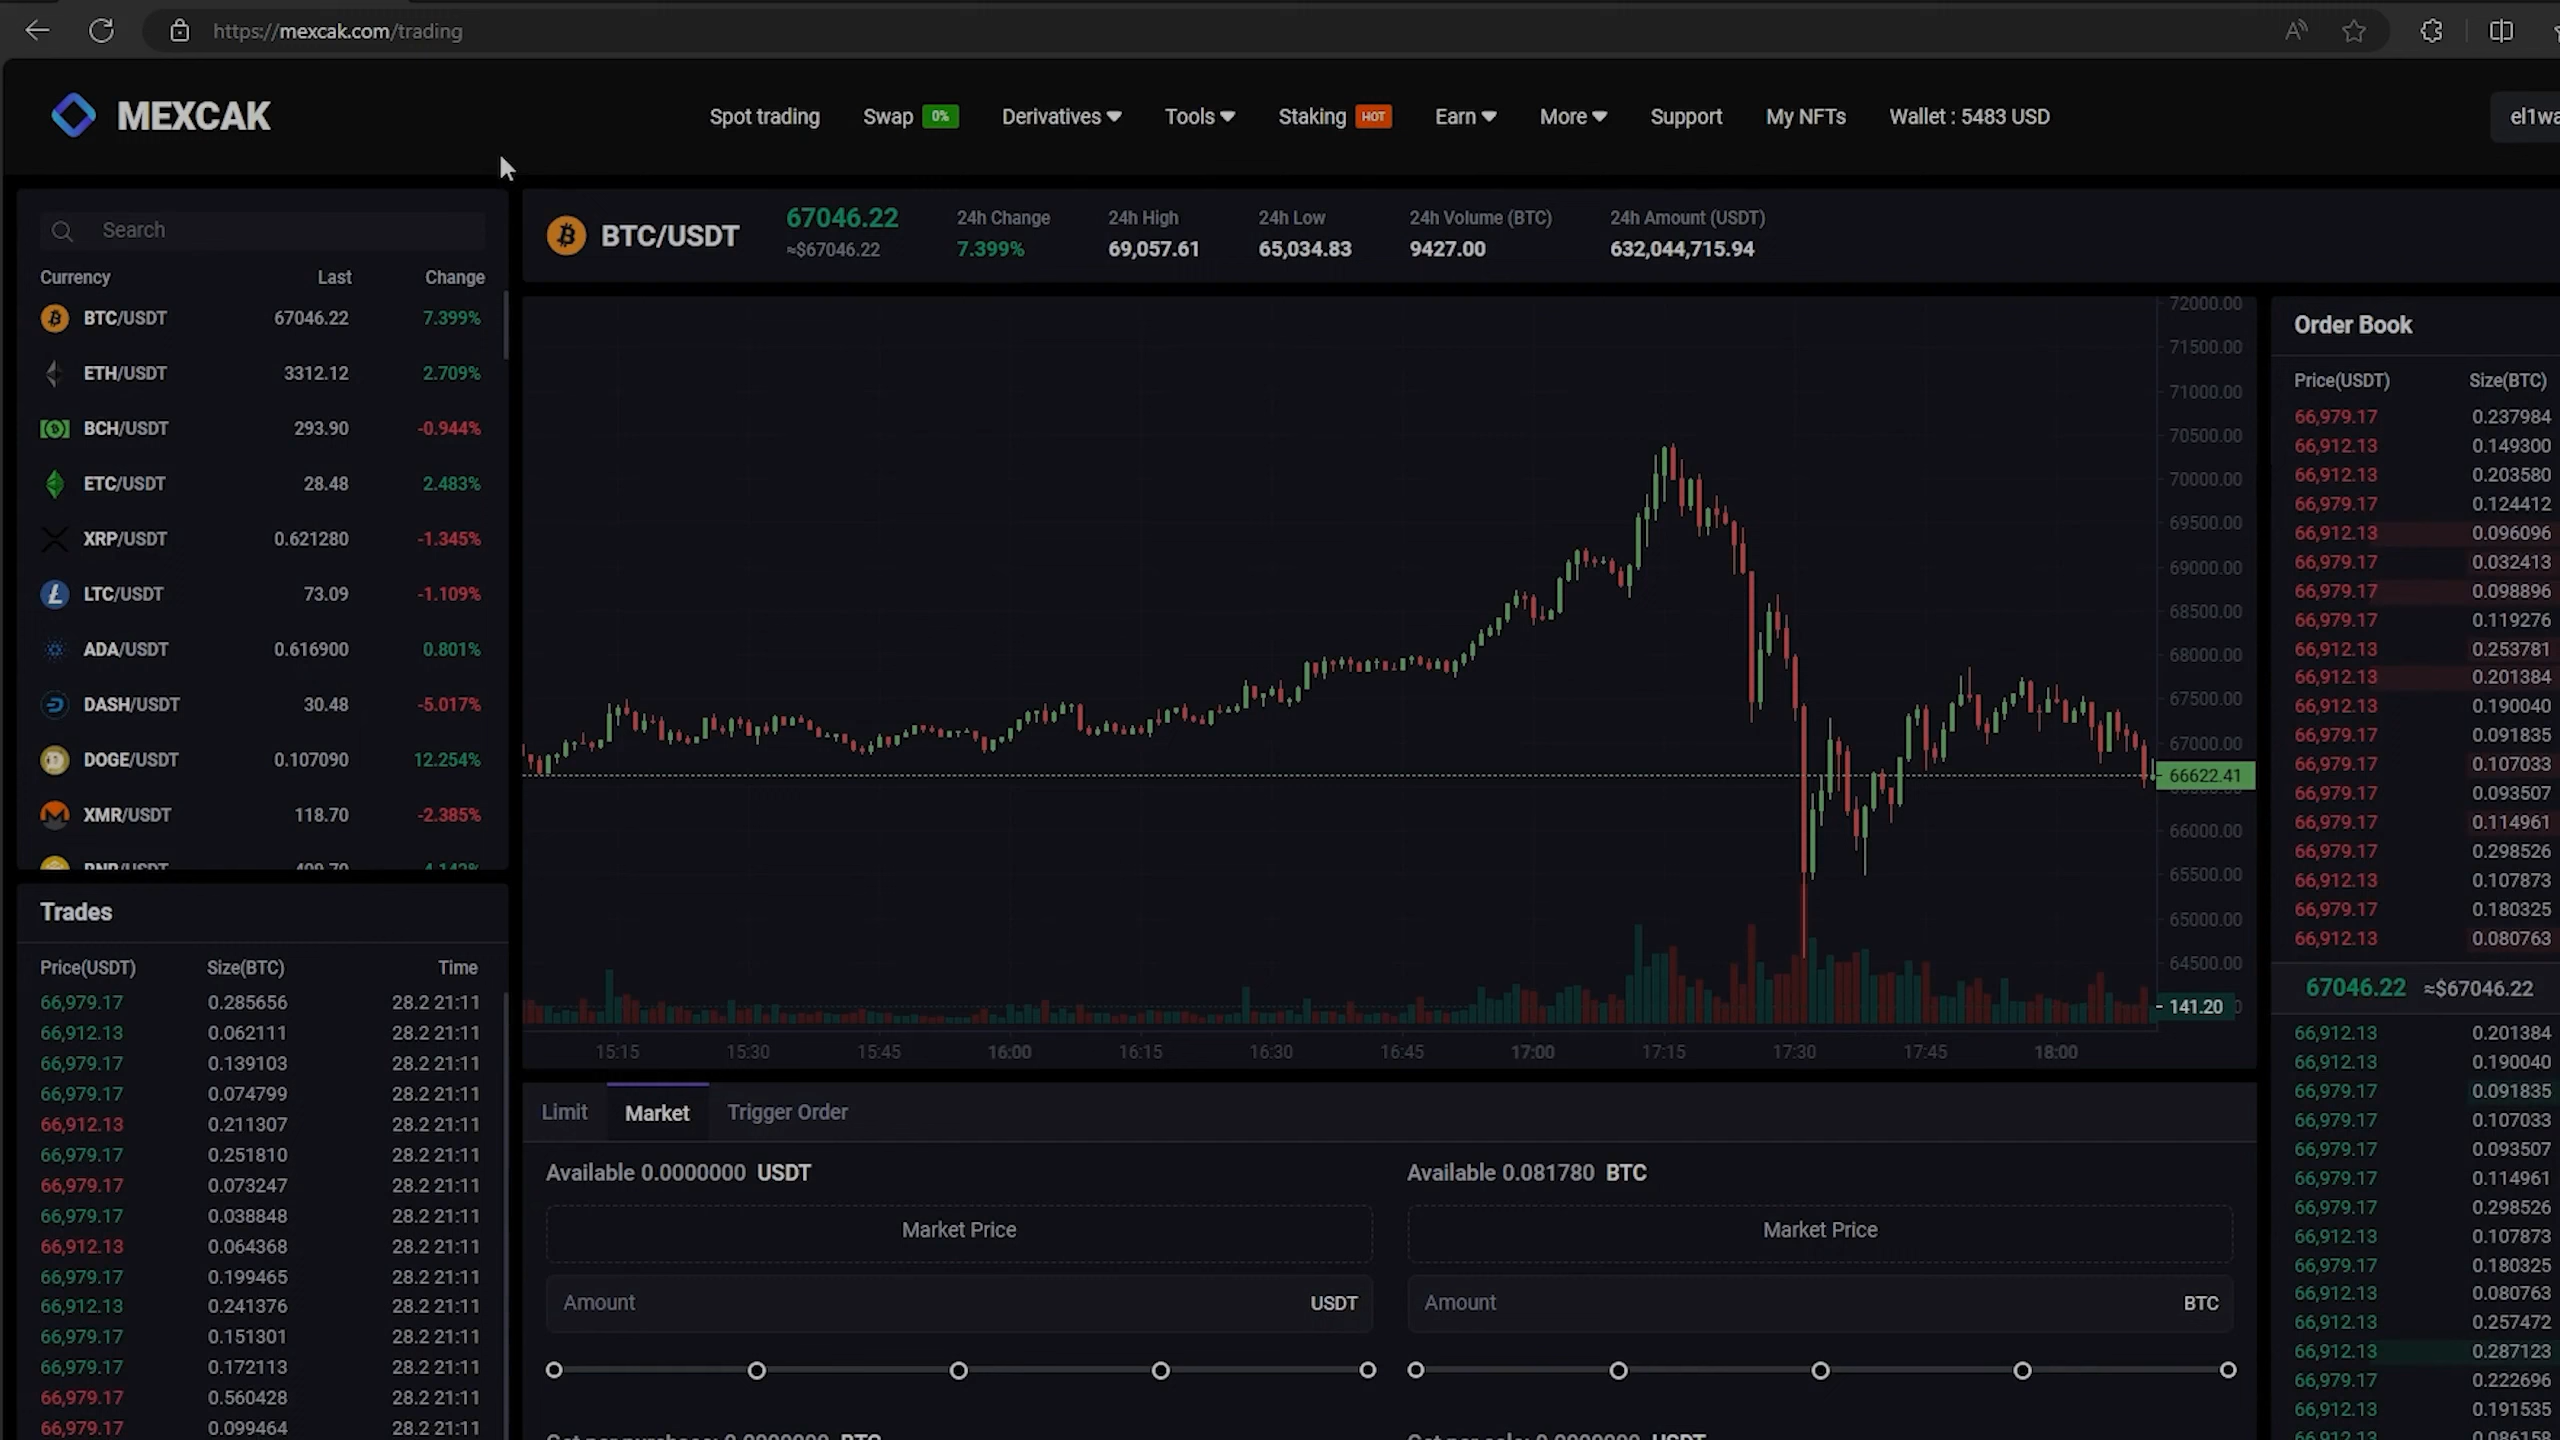 https://mexcak.com/trading
MEXCAK
Spot trading
Swap 0%
Derivatives
Tools
Staking HOT
Earn
More
Support
My NFTs
Wallet : 5483 USD
Search
Currency Last Change
BTC/USDT 67046.22 7.399%
ETH/USDT 3312.12 2.709%
BCH/USDT 293.90 -0.944%
ETC/USDT 28.48 2.483%
XRP/USDT 0.621280 -1.345%
LTC/USDT 73.09 -1.109%
ADA/USDT 0.616900 0.801%
DASH/USDT 30.48 -5.017%
DOGE/USDT 0.107090 12.254%
XMR/USDT 118.70 -2.385%
Trades
Price(USDT) Size(BTC) Time
66,979.17 0.285656 28.2 21:11
66,912.13 0.062111 28.2 21:11
66,979.17 0.139103 28.2 21:11
66,979.17 0.074799 28.2 21:11
66,912.13 0.211307 28.2 21:11
66,979.17 0.251810 28.2 21:11
66,979.17 0.073247 28.2 21:11
66,979.17 0.038848 28.2 21:11
66,912.13 0.064368 28.2 21:11
66,979.17 0.199465 28.2 21:11
66,912.13 0.241376 28.2 21:11
66,979.17 0.151301 28.2 21:11
66,979.17 0.172113 28.2 21:11
66,979.17 0.560428 28.2 21:11
66,979.17 0.099464 28.2 21:11
BTC/USDT
67046.22
≈$67046.22
24h Change
7.399%
24h High
69,057.61
24h Low
65,034.83
24h Volume (BTC)
9427.00
24h Amount (USDT)
632,044,715.94
72000.00
71500.00
71000.00
70500.00
70000.00
69500.00
69000.00
68500.00
68000.00
67500.00
67000.00
66622.41
66000.00
65500.00
65000.00
64500.00
141.20
15:15 15:30 15:45 16:00 16:15 16:30 16:45 17:00 17:15 17:30 17:45 18:00
Limit Market Trigger Order
Available 0.0000000 USDT
Market Price
Amount USDT
Available 0.081780 BTC
Market Price
Amount BTC
Order Book
Price(USDT) Size(BTC)
66,979.17 0.237984
66,912.13 0.149300
66,912.13 0.203580
66,979.17 0.124412
66,912.13 0.096096
66,979.17 0.032413
66,979.17 0.098896
66,979.17 0.119276
66,912.13 0.253781
66,912.13 0.201384
66,912.13 0.190040
66,979.17 0.091835
66,979.17 0.107033
66,979.17 0.093507
66,979.17 0.114961
66,979.17 0.298526
66,912.13 0.107873
66,979.17 0.180325
66,912.13 0.080763
67046.22 ≈$67046.22
66,912.13 0.201384
66,912.13 0.190040
66,979.17 0.091835
66,979.17 0.107033
66,979.17 0.093507
66,979.17 0.114961
66,979.17 0.298526
66,912.13 0.107873
66,979.17 0.180325
66,912.13 0.080763
66,912.13 0.257472
66,912.13 0.287123
66,979.17 0.222696
66,912.13 0.191535